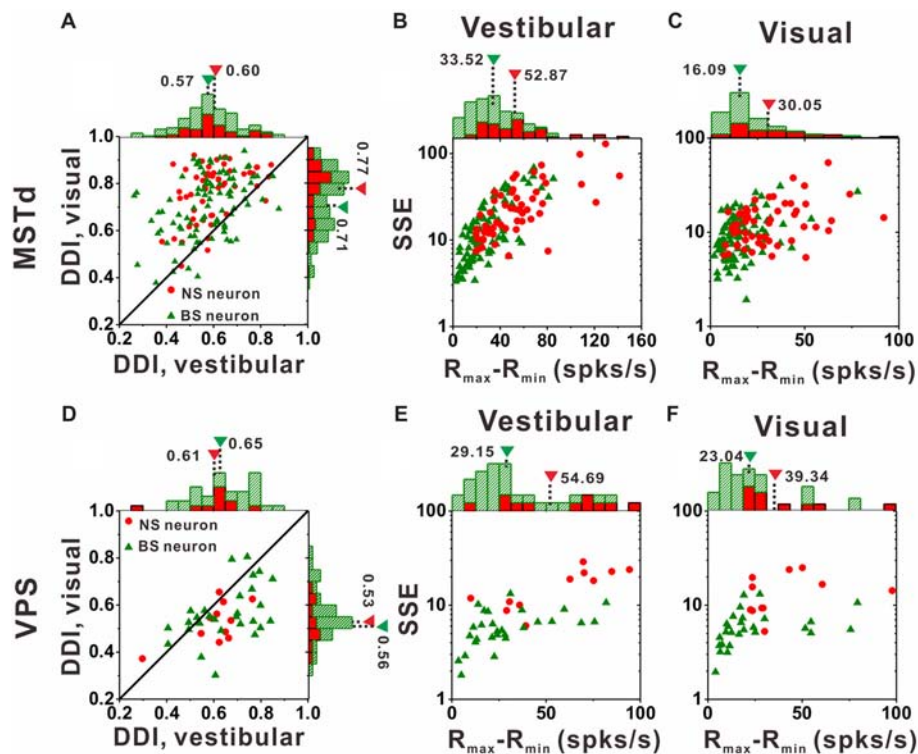 A
B
Vestibular
C
Visual
0.57
0.60
33.52
52.87
16.09
30.05
MSTd
DDI, visual
1.0
0.8
0.6
0.4
0.2
0.77
0.71
NS neuron
BS neuron
0.2 0.4 0.6 0.8 1.0
DDI, vestibular
SSE
100
10
1
0 40 80 120 160
Rmax-Rmin (spks/s)
100
10
1
0 25 50 75 100
Rmax-Rmin (spks/s)
D
E
Vestibular
F
Visual
0.61
0.65
29.15
54.69
23.04
39.34
VPS
DDI, visual
1.0
0.8
0.6
0.4
0.2
NS neuron
BS neuron
0.53
0.56
0.2 0.4 0.6 0.8 1.0
DDI, vestibular
SSE
100
10
1
0 50 100
Rmax-Rmin (spks/s)
100
10
1
0 50 100
Rmax-Rmin (spks/s)